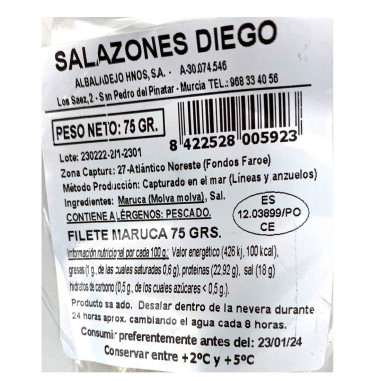 SALAZONES DIEGO
ALBALADEJO HNOS, S.A. - A-30.074.546
Los Saez, 2 - San Pedro del Pinatar - Murcia TEL.: 968 33 40 56
PESO NETO: 75 GR.
8 422528 005923
Lote: 230222-2/1-2301
Zona Captura: 27-Atlántico Noreste (Fondos Faroe)
Método Producción: Capturado en el mar (Líneas y anzuelos)
Ingredientes: Maruca (Molva molva), Sal.
CONTIENE ALÉRGENOS: PESCADO.
ES
12.03899/PO
CE
FILETE MARUCA 75 GRS.
Información nutricional por cada 100 g.: Valor energético (426 kj, 100 kcal),
grasas (1 g, de las cuales saturadas 0,6 g), proteínas (22.92 g), sal (18 g)
hidratos de carbono (0,5 g, de los cuales azúcares < 0,5 g.).
Producto salado. Desalar dentro de la nevera durante
24 horas aprox. cambiando el agua cada 8 horas.
Consumir preferentemente antes del: 23/01/24
Conservar entre +2ºC y +5ºC